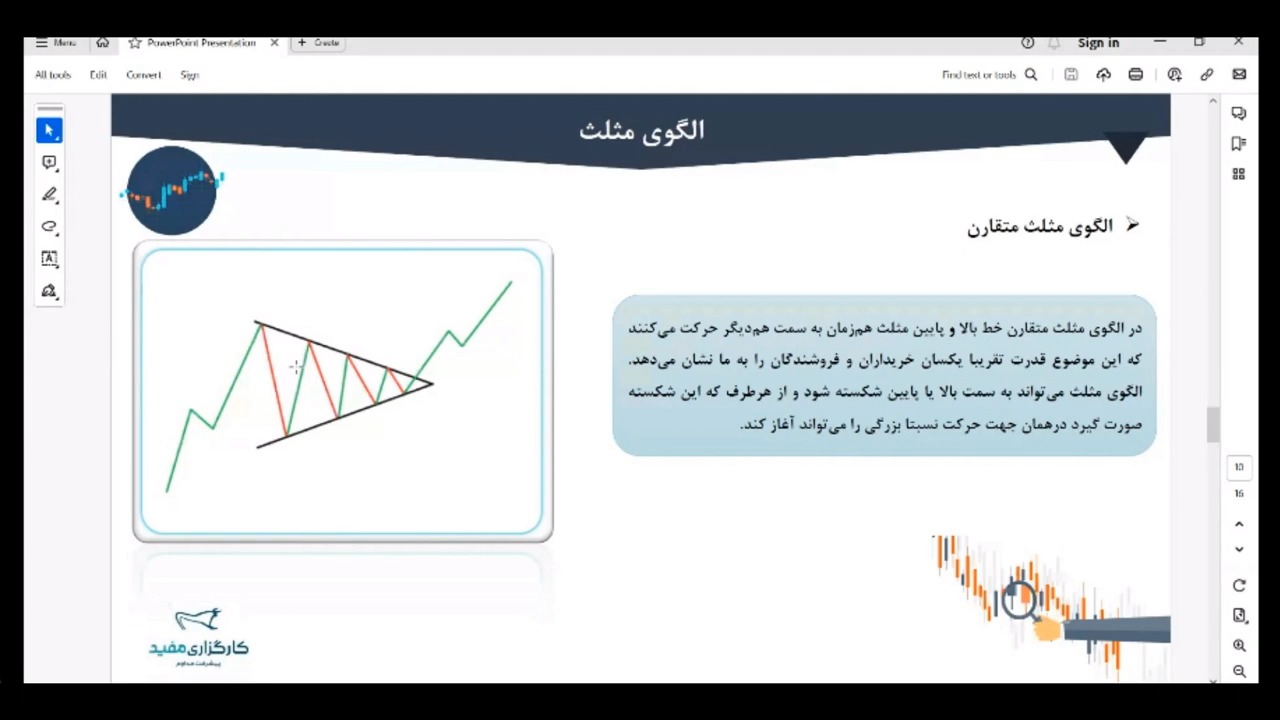 Menu
PowerPoint Presentation
Create
Sign in
All tools
Edit
Convert
Sign
Find text or tools
الگوی مثلث
الگوی مثلث متقارن
در الگوی مثلث متقارن خط بالا و پایین مثلث هم‌زمان به سمت هم‌دیگر حرکت می‌کنند
که این موضوع قدرت تقریبا یکسان خریداران و فروشندگان را به ما نشان می‌دهد.
الگوی مثلث می‌تواند به سمت بالا یا پایین شکسته شود و از هرطرف که این شکسته
صورت گیرد درهمان جهت حرکت نسبتا بزرگی را می‌تواند آغاز کند.
10
16
کارگزاری مفید
پیشرفت مداوم